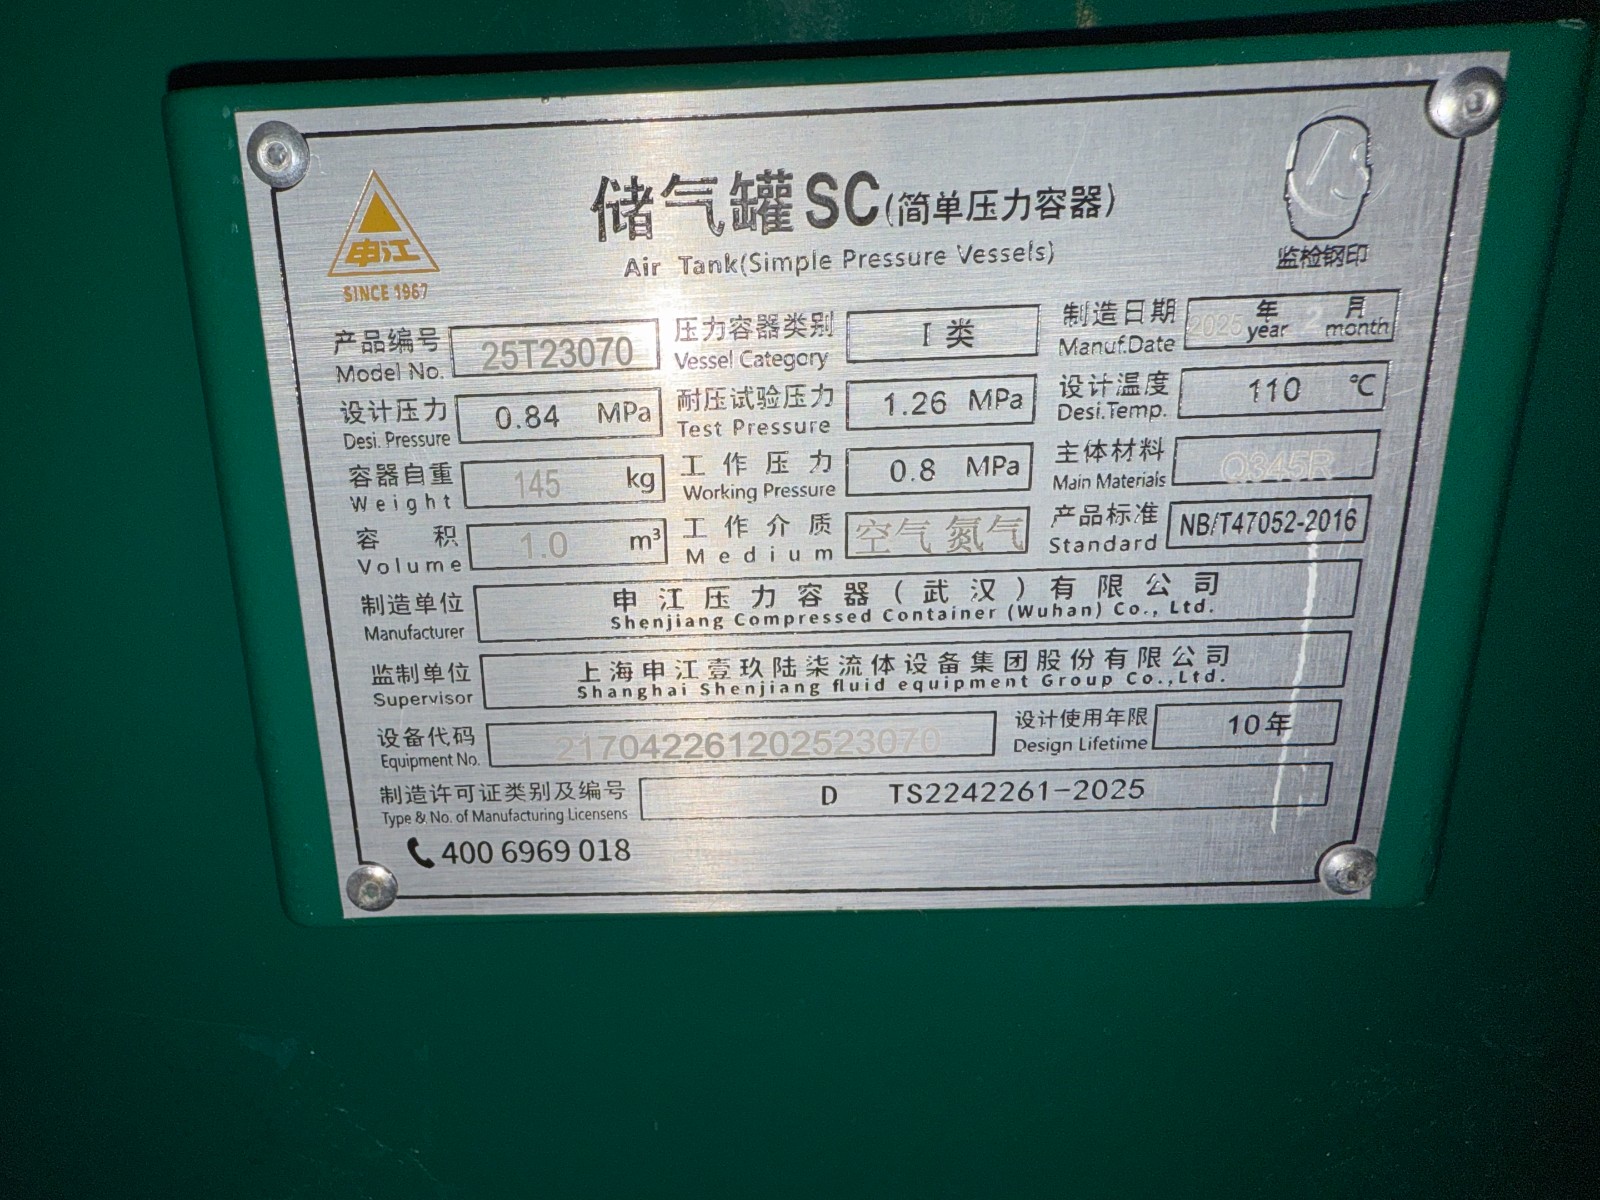 储气罐SC(简单压力容器)
Air Tank(Simple Pressure Vessels)
申江
SINCE 1967
监检钢印
产品编号 25T23070 压力容器类别 I 类 制造日期 2025 年 2 月
Model No. Vessel Category Manuf.Date year month
设计压力 0.84 MPa 耐压试验压力 1.26 MPa 设计温度 110 ℃
Desi. Pressure Test Pressure Desi.Temp.
容器自重 145 kg 工作压力 0.8 MPa 主体材料 Q345R
Weight Working Pressure Main Materials
容积 1.0 m³ 工作介质 空气 氮气 产品标准 NB/T47052-2016
Volume Medium Standard
制造单位 申江压力容器(武汉)有限公司
Manufacturer Shenjiang Compressed Container (Wuhan) Co., Ltd.
监制单位 上海申江壹玖陆柒流体设备集团股份有限公司
Supervisor Shanghai Shenjiang fluid equipment Group Co.,Ltd.
设备代码 217042261202523070 设计使用年限 10年
Equipment No. Design Lifetime
制造许可证类别及编号 D TS2242261-2025
Type & No. of Manufacturing Licensens
400 6969 018